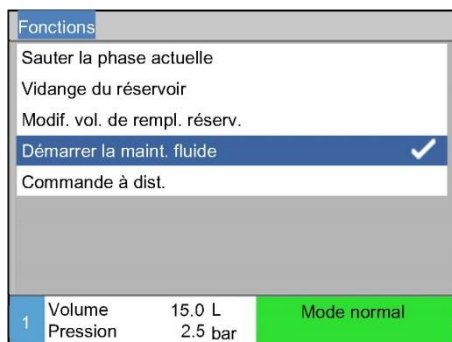 Fonctions
Sauter la phase actuelle
Vidange du réservoir
Modif. vol. de rempl. réserv.
Démarrer la maint. fluide
Commande à dist.
1 Volume 15.0 L Mode normal
Pression 2.5 bar